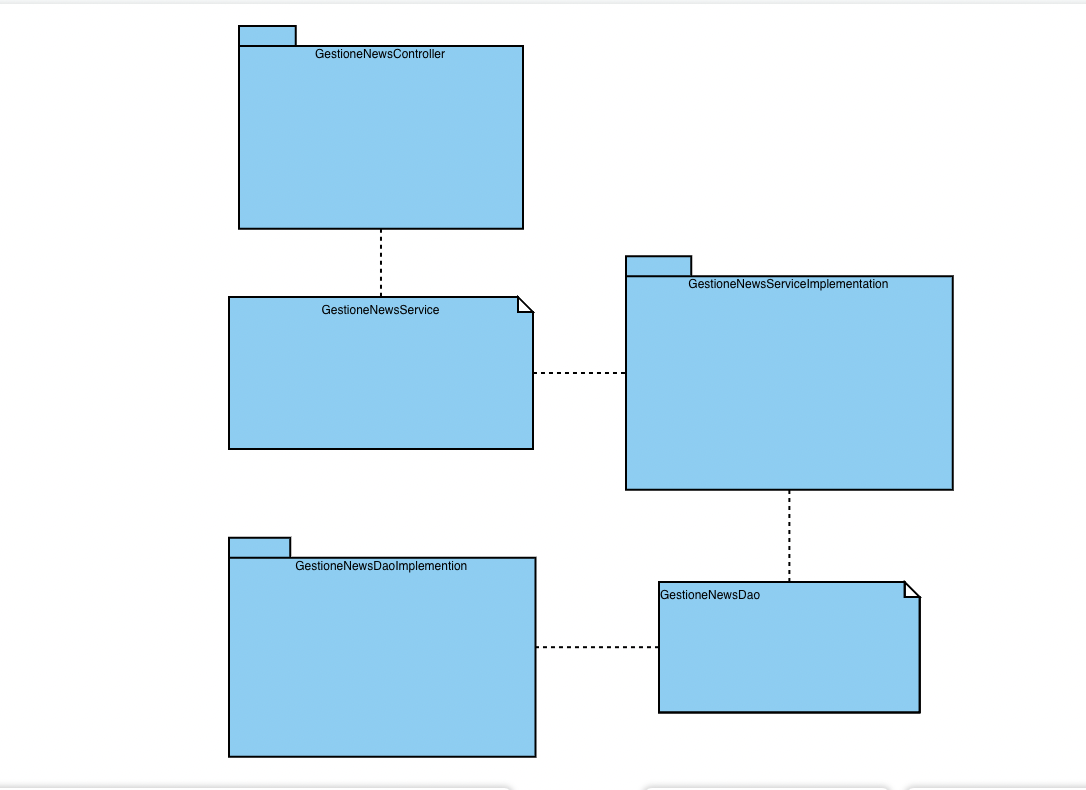 GestioneNewsController
GestioneNewsService
GestioneNewsServiceImplementation
GestioneNewsDaoImplemention
GestioneNewsDao